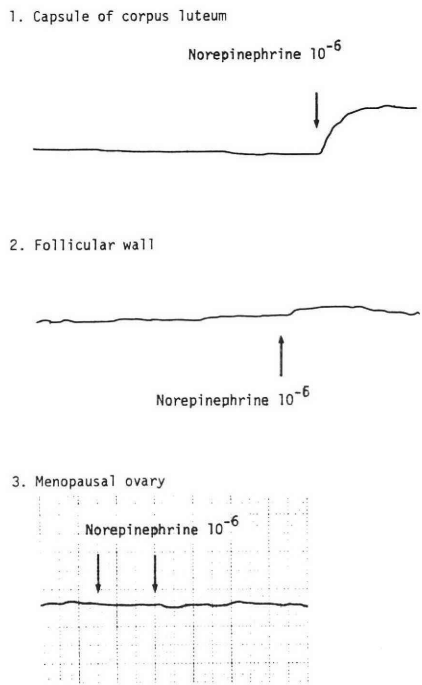 1. Capsule of corpus luteum
Norepinephrine 10⁻⁶
2. Follicular wall
Norepinephrine 10⁻⁶
3. Menopausal ovary
Norepinephrine 10⁻⁶